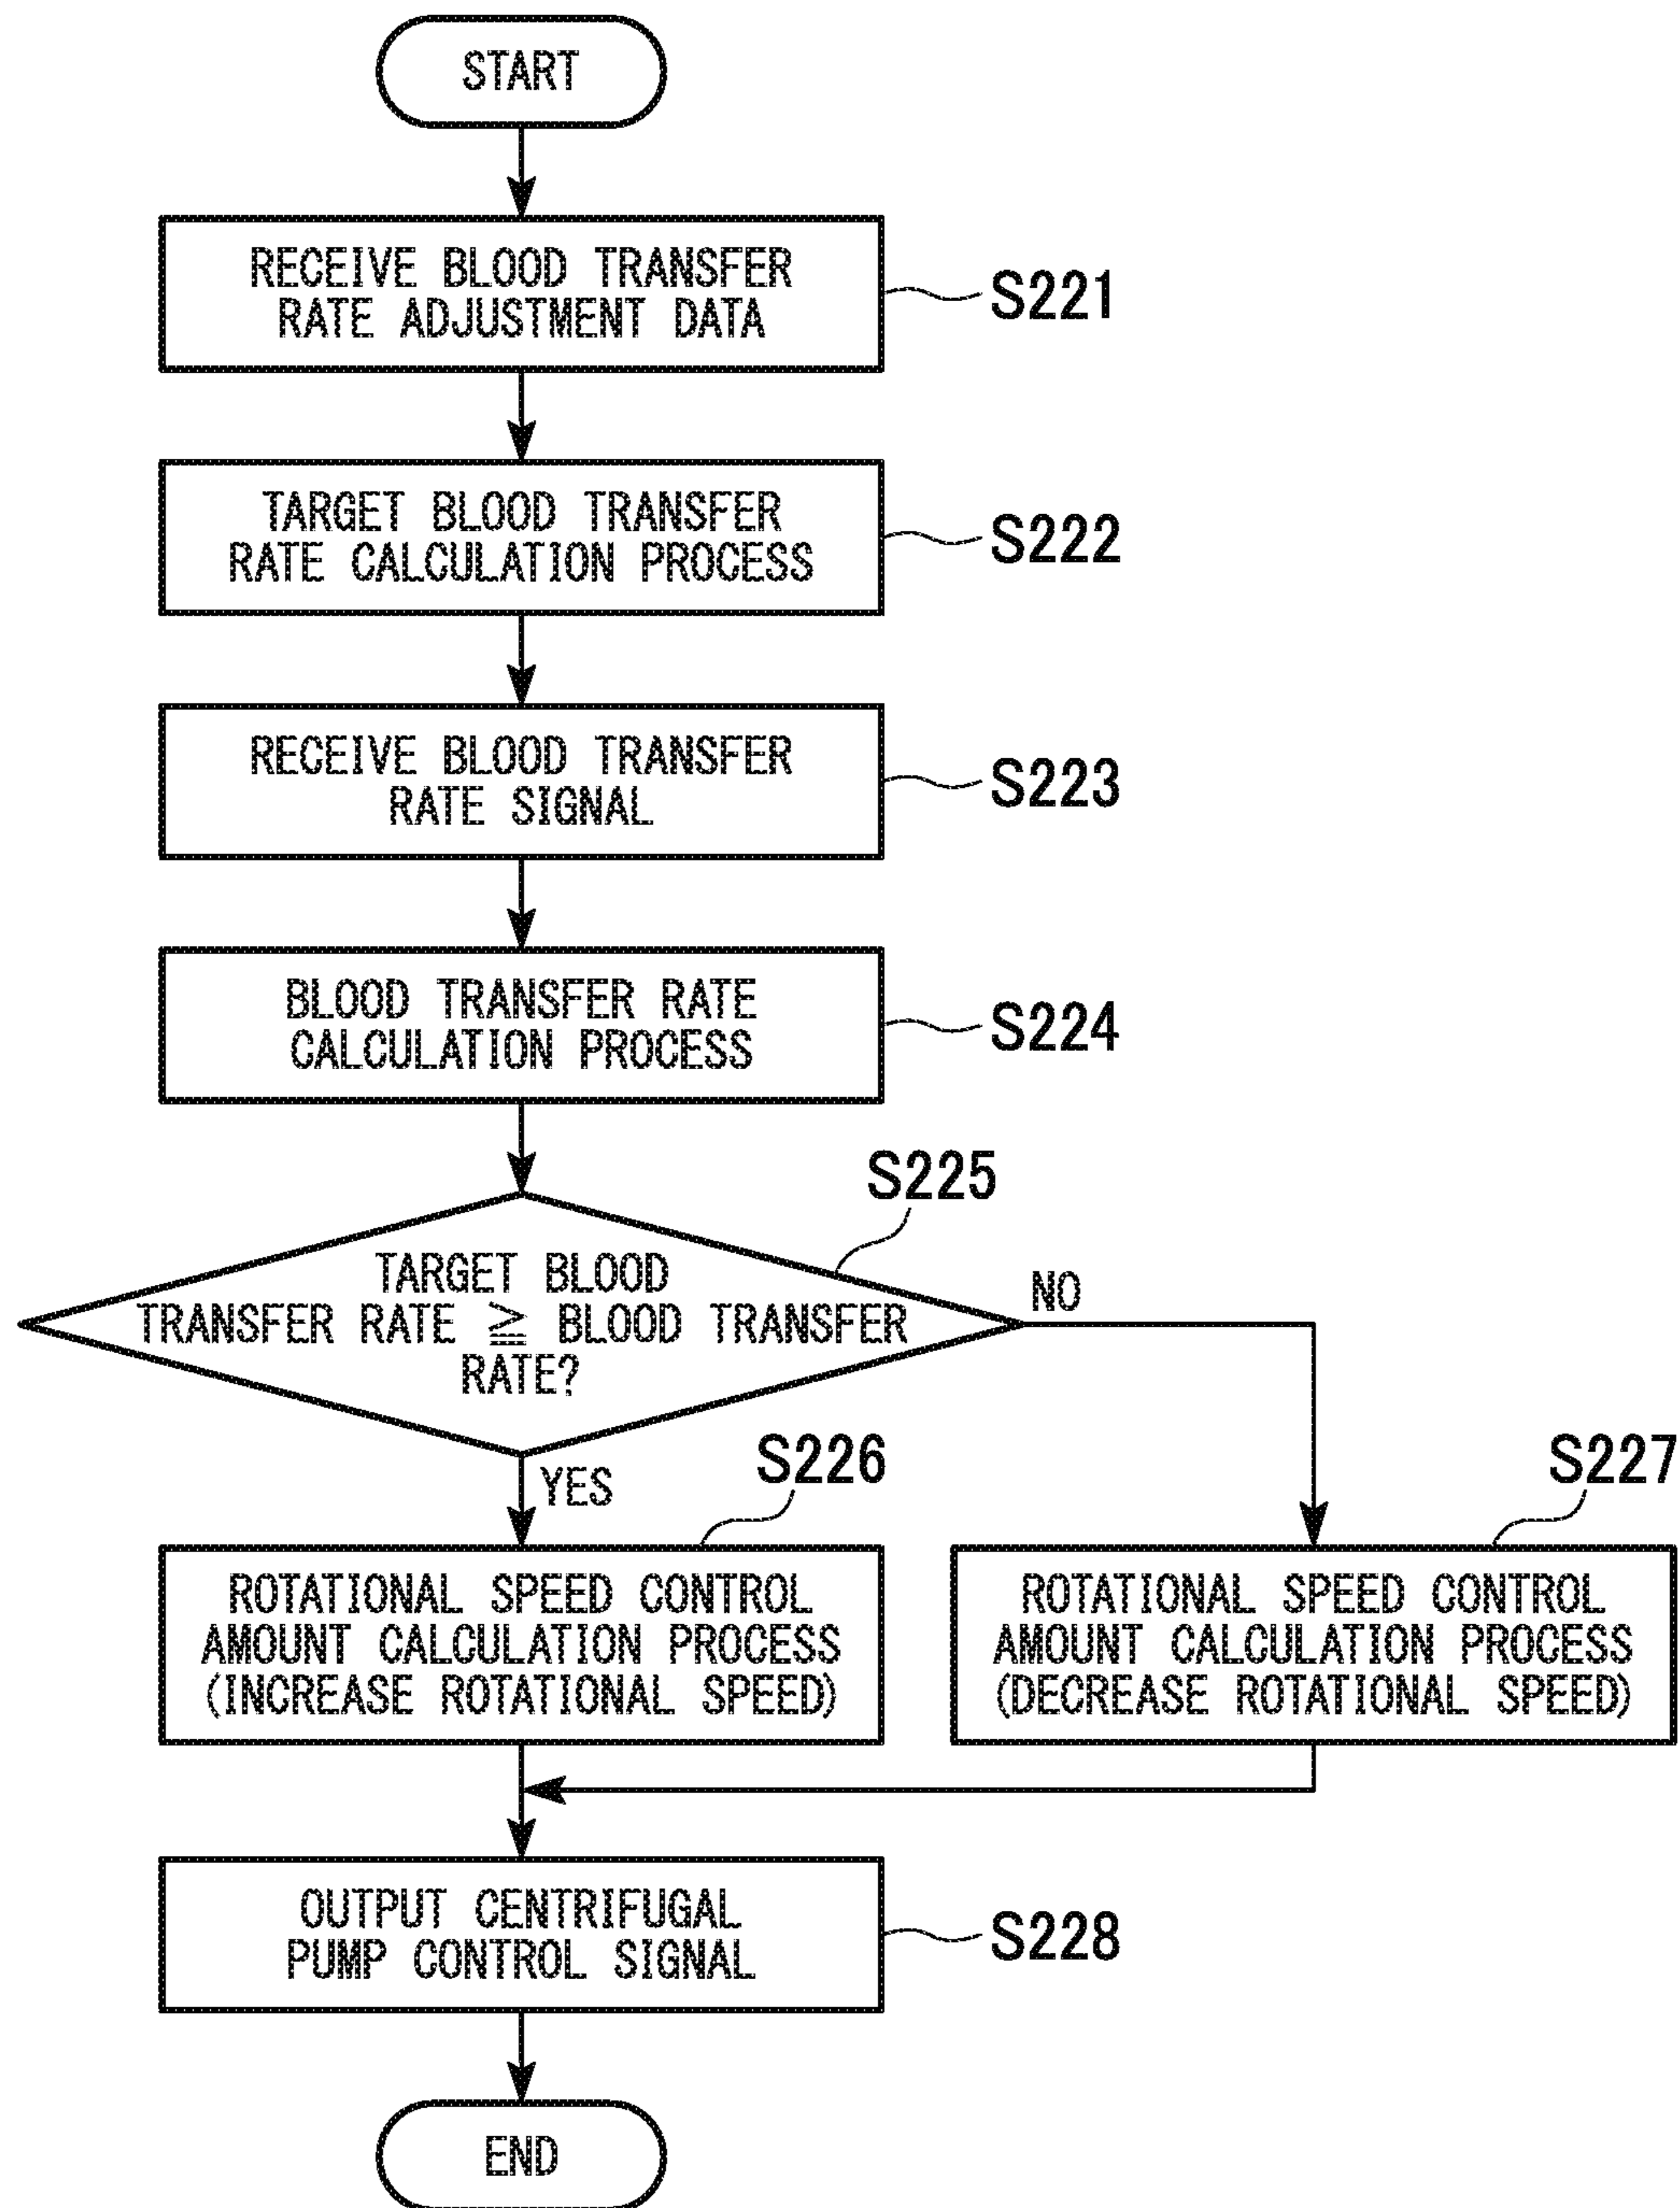 START
RECEIVE BLOOD TRANSFER
RATE ADJUSTMENT DATA
S221
TARGET BLOOD TRANSFER
RATE CALCULATION PROCESS
S222
RECEIVE BLOOD TRANSFER
RATE SIGNAL
S223
BLOOD TRANSFER RATE
CALCULATION PROCESS
S224
S225
TARGET BLOOD
TRANSFER RATE ≧ BLOOD TRANSFER
RATE?
NO
YES
S226
ROTATIONAL SPEED CONTROL
AMOUNT CALCULATION PROCESS
(INCREASE ROTATIONAL SPEED)
S227
ROTATIONAL SPEED CONTROL
AMOUNT CALCULATION PROCESS
(DECREASE ROTATIONAL SPEED)
OUTPUT CENTRIFUGAL
PUMP CONTROL SIGNAL
S228
END